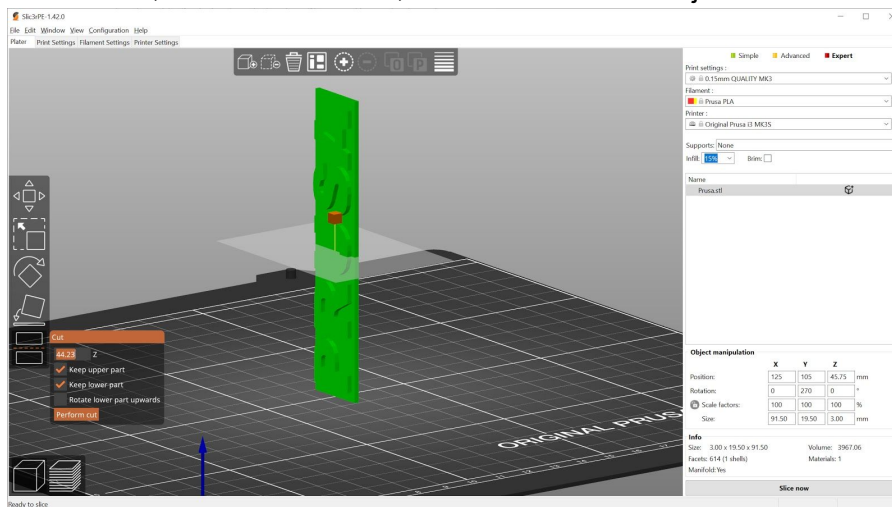 Slic3rPE-1.42.0
File Edit Window View Configuration Help
Plater Print Settings Filament Settings Printer Settings
Simple Advanced Expert
Print settings :
0.15mm QUALITY MK3
Filament :
Prusa PLA
Printer :
Original Prusa i3 MK3S
Supports: None
Infill: 15% Brim:
Name
Prusa.stl
Cut
44.23 Z
Keep upper part
Keep lower part
Rotate lower part upwards
Perform cut
ORIGINAL PRUSA
Object manipulation
X Y Z
Position: 125 105 45.75 mm
Rotation: 0 270 0 °
Scale factors: 100 100 100 %
Size: 91.50 19.50 3.00 mm
Info
Size: 3.00 x 19.50 x 91.50 Volume: 3967.06
Facets: 614 (1 shells) Materials: 1
Manifold: Yes
Slice now
Ready to slice